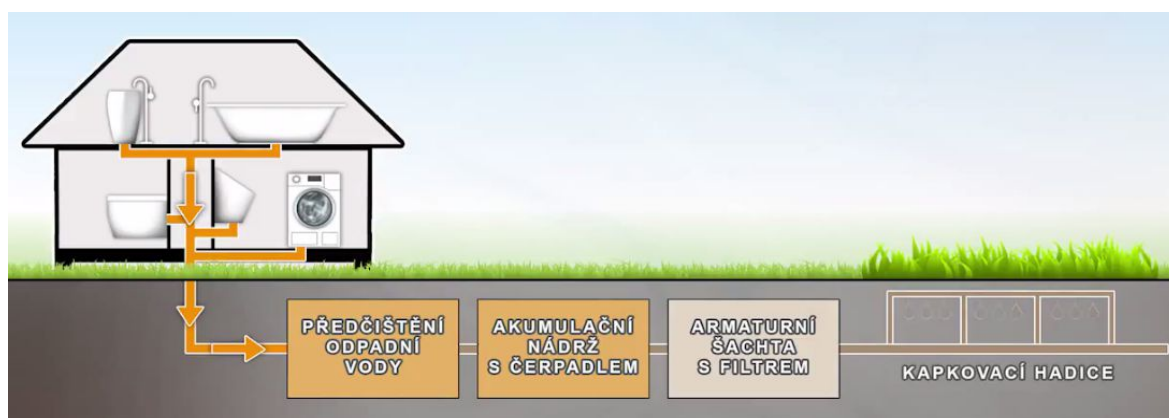 PŘEDČIŠTĚNÍ
ODPADNÍ
VODY
AKUMULAČNÍ
NÁDRŽ
S ČERPADLEM
ARMATURNÍ
ŠACHTA
S FILTREM
KAPKOVACÍ HADICE